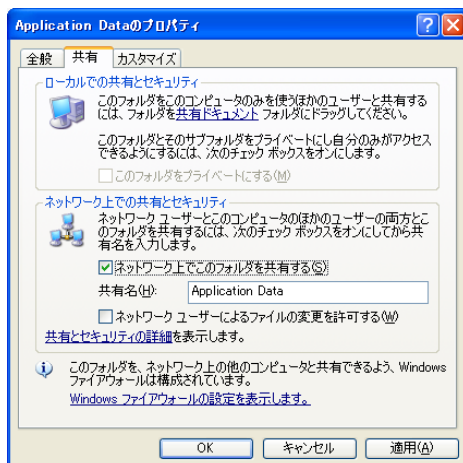 Application Dataのプロパティ
全般 共有 カスタマイズ
ローカルでの共有とセキュリティ
このフォルダをこのコンピュータのみを使うほかのユーザーと共有する
には、フォルダを共有ドキュメント フォルダにドラッグしてください。
このフォルダとそのサブフォルダをプライベートにし自分のみがアクセス
できるようにするには、次のチェック ボックスをオンにします。
このフォルダをプライベートにする(M)
ネットワーク上での共有とセキュリティ
ネットワーク ユーザーとこのコンピュータのほかのユーザーの両方とこ
のフォルダを共有するには、次のチェック ボックスをオンにしてから共
有名を入力します。
ネットワーク上でこのフォルダを共有する(S)
共有名(H): Application Data
ネットワーク ユーザーによるファイルの変更を許可する(W)
共有とセキュリティの詳細を表示します。
このフォルダを、ネットワーク上の他のコンピュータと共有できるよう、Windows
ファイアウォールは構成されています。
Windows ファイアウォールの設定を表示します。
OK キャンセル 適用(A)